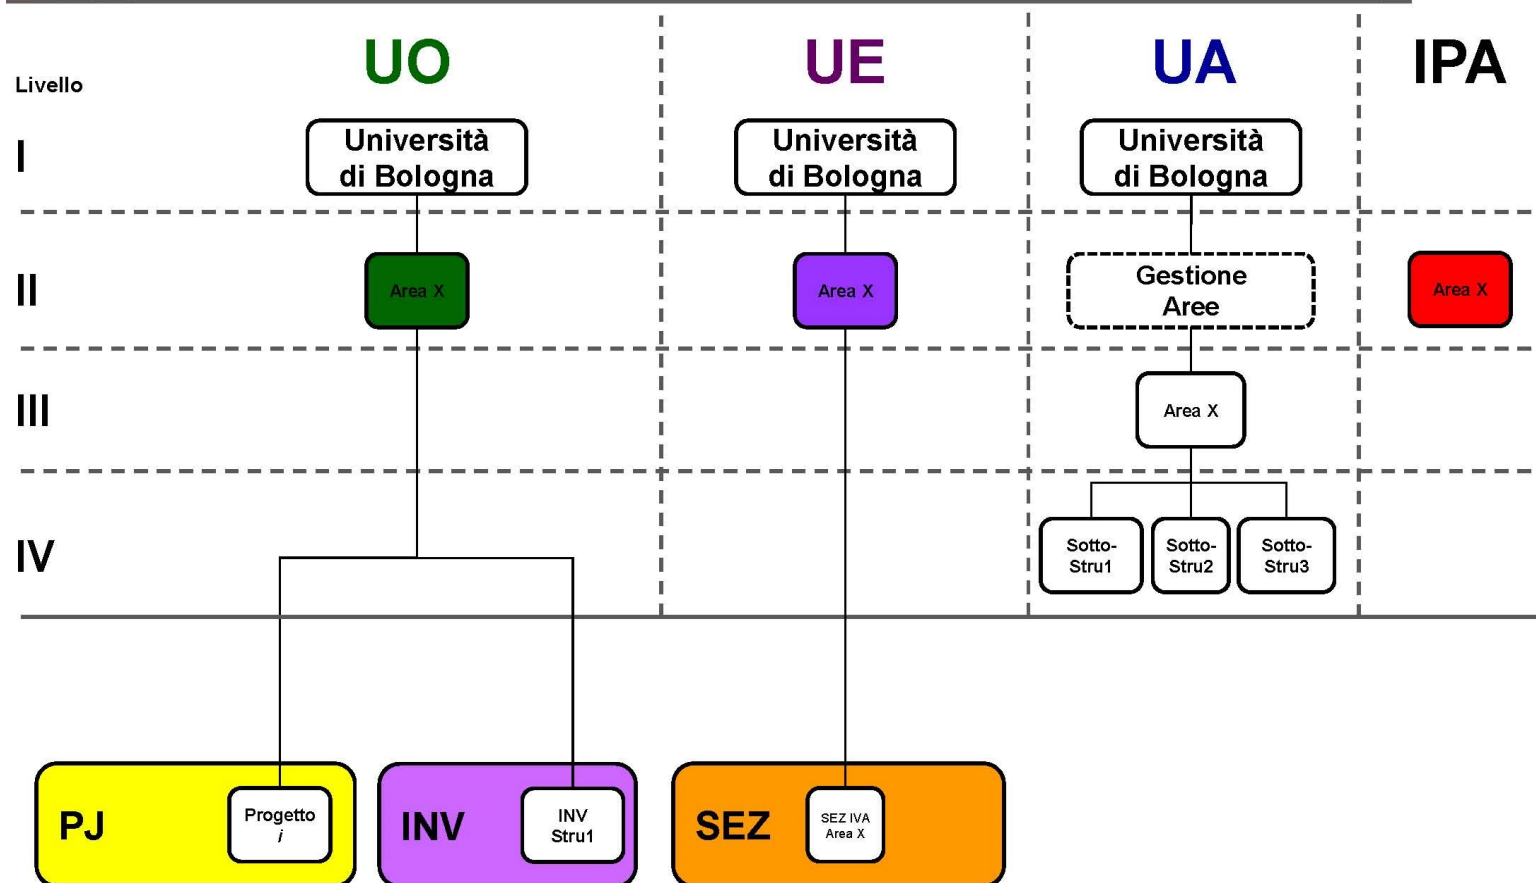 UO
UE
UA
IPA
Livello
I
Università
di Bologna
Università
di Bologna
Università
di Bologna
II
Area X
Area X
Gestione
Aree
Area X
III
Area X
IV
Sotto-
Stru1
Sotto-
Stru2
Sotto-
Stru3
PJ
Progetto
i
INV
INV
Stru1
SEZ
SEZ IVA
Area X